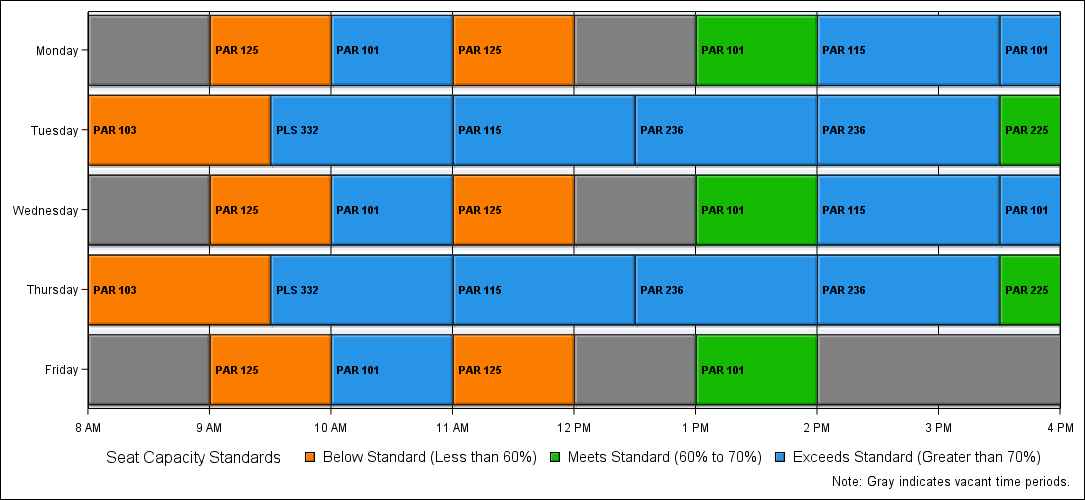 Monday PAR 125 PAR 101 PAR 125 PAR 101 PAR 115 PAR 101
Tuesday PAR 103 PLS 332 PAR 115 PAR 236 PAR 236 PAR 225
Wednesday PAR 125 PAR 101 PAR 125 PAR 101 PAR 115 PAR 101
Thursday PAR 103 PLS 332 PAR 115 PAR 236 PAR 236 PAR 225
Friday PAR 125 PAR 101 PAR 125 PAR 101
8 AM 9 AM 10 AM 11 AM 12 PM 1 PM 2 PM 3 PM 4 PM
Seat Capacity Standards Below Standard (Less than 60%) Meets Standard (60% to 70%) Exceeds Standard (Greater than 70%)
Note: Gray indicates vacant time periods.